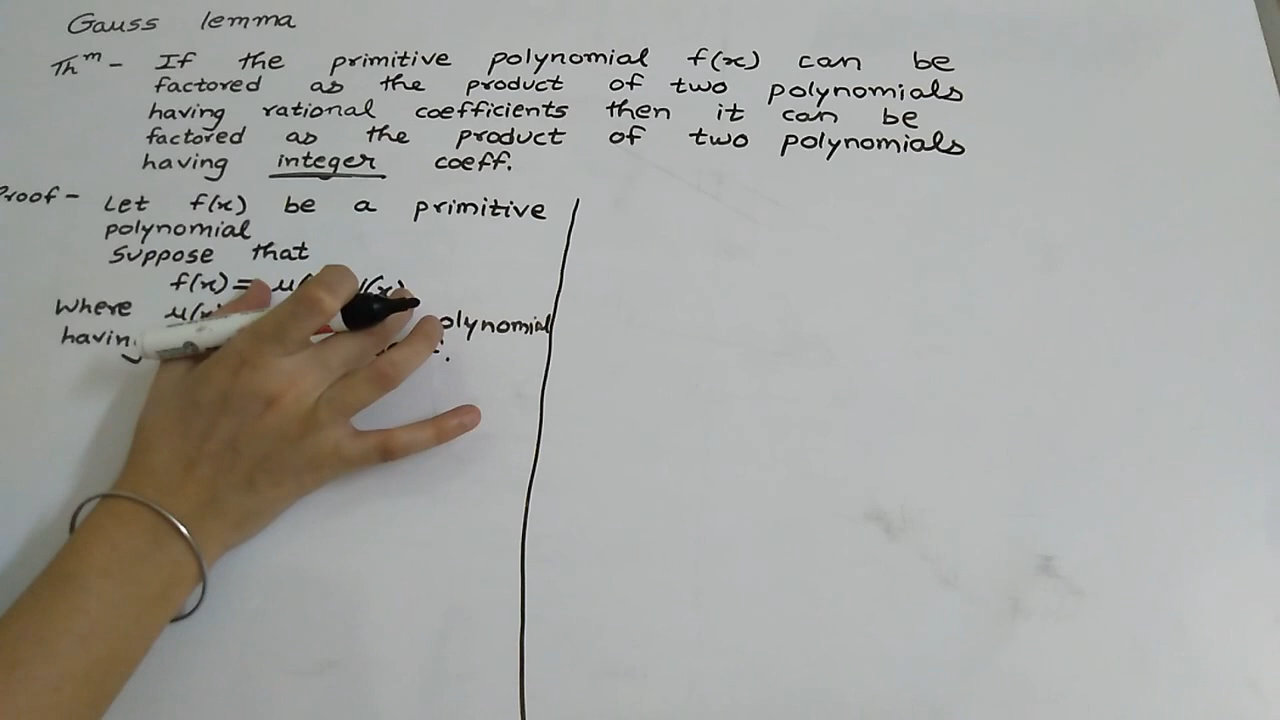 Gauss lemma
Thᵐ - If the primitive polynomial f(x) can be
factored as the product of two polynomials
having rational coefficients then it can be
factored as the product of two polynomials
having integer coeff.
Proof - Let f(x) be a primitive
polynomial
Suppose that
f(x) =
Where